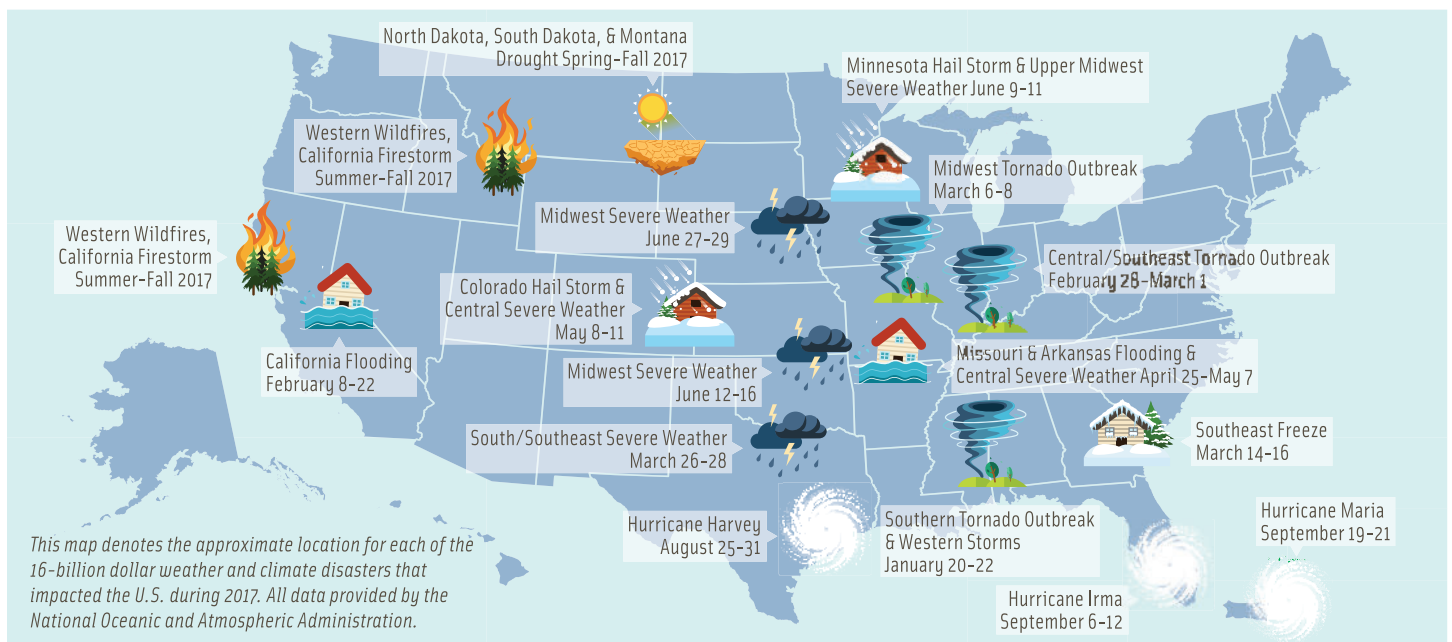 North Dakota, South Dakota, & Montana
Drought Spring-Fall 2017
Minnesota Hail Storm & Upper Midwest
Severe Weather June 9-11
Western Wildfires,
California Firestorm
Summer-Fall 2017
Midwest Tornado Outbreak
March 6-8
Midwest Severe Weather
June 27-29
Western Wildfires,
California Firestorm
Summer-Fall 2017
Central/Southeast Tornado Outbreak
February 28-March 1
Colorado Hail Storm &
Central Severe Weather
May 8-11
California Flooding
February 8-22
Midwest Severe Weather
June 12-16
Missouri & Arkansas Flooding &
Central Severe Weather April 25-May 7
South/Southeast Severe Weather
March 26-28
Southeast Freeze
March 14-16
Hurricane Harvey
August 25-31
Southern Tornado Outbreak
& Western Storms
January 20-22
Hurricane Maria
September 19-21
Hurricane Irma
September 6-12
This map denotes the approximate location for each of the
16-billion dollar weather and climate disasters that
impacted the U.S. during 2017. All data provided by the
National Oceanic and Atmospheric Administration.